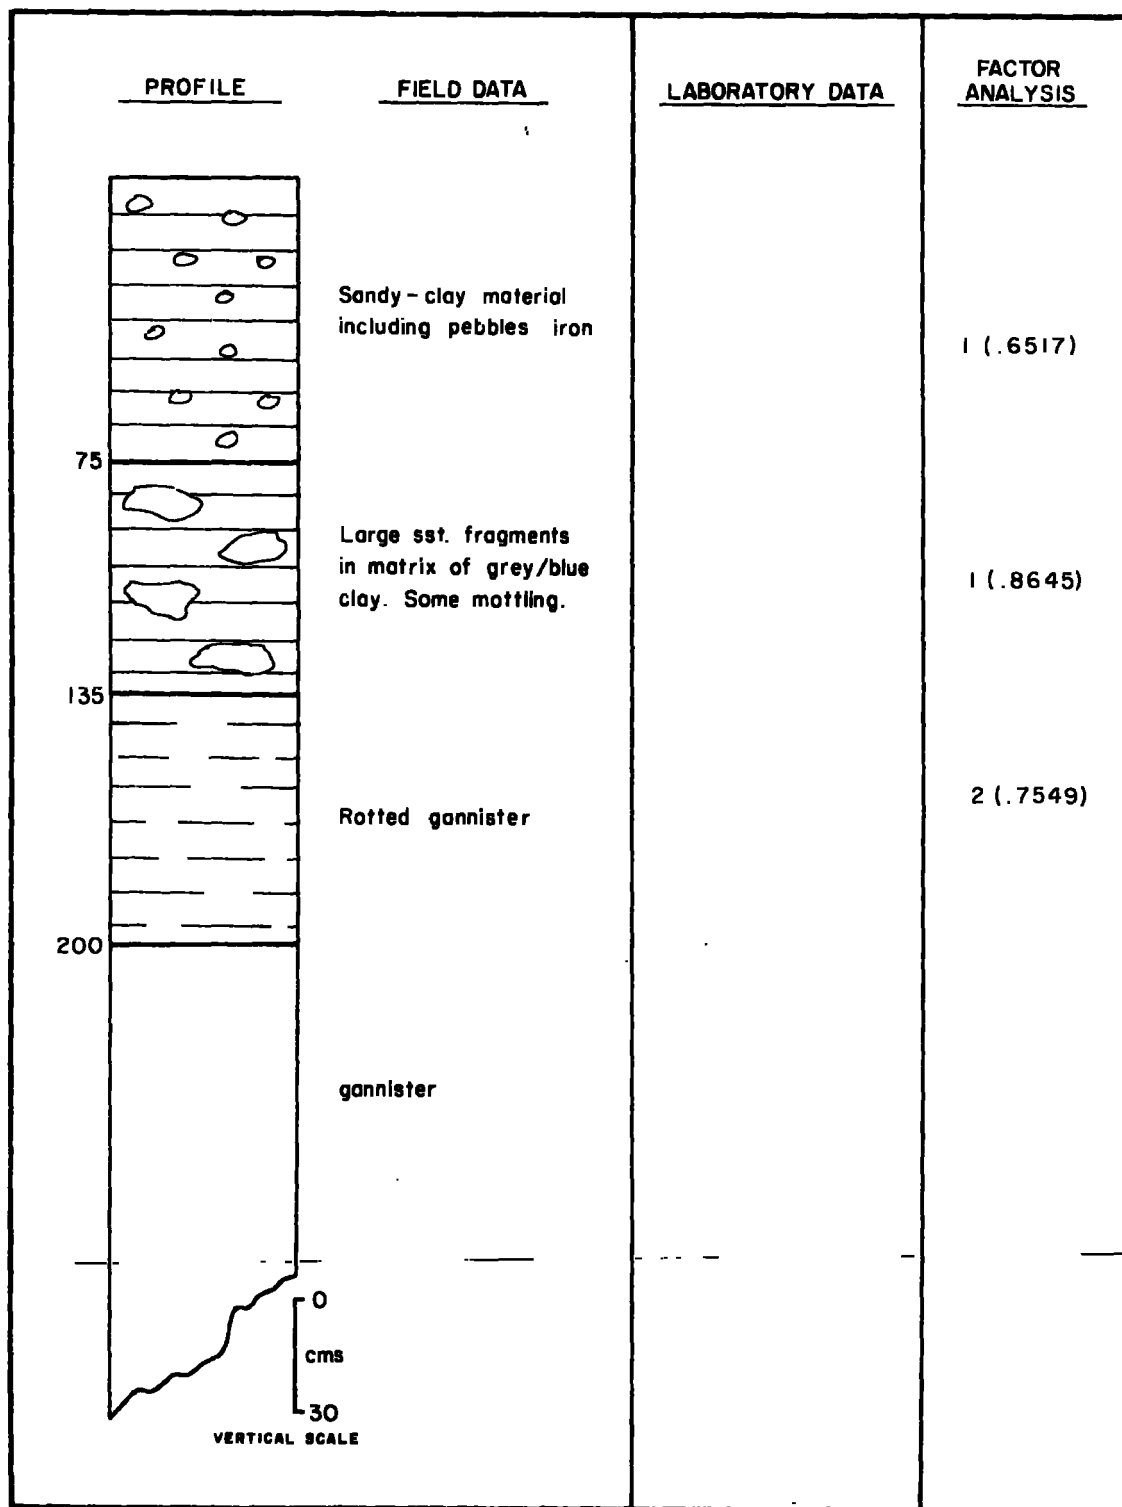 PROFILE
FIELD DATA
LABORATORY DATA
FACTOR
ANALYSIS
Sandy-clay material
including pebbles iron
1 (.6517)
75
Large sst. fragments
in matrix of grey/blue
clay. Some mottling.
1 (.8645)
135
Rotted gannister
2 (.7549)
200
gannister
0
cms
30
VERTICAL SCALE